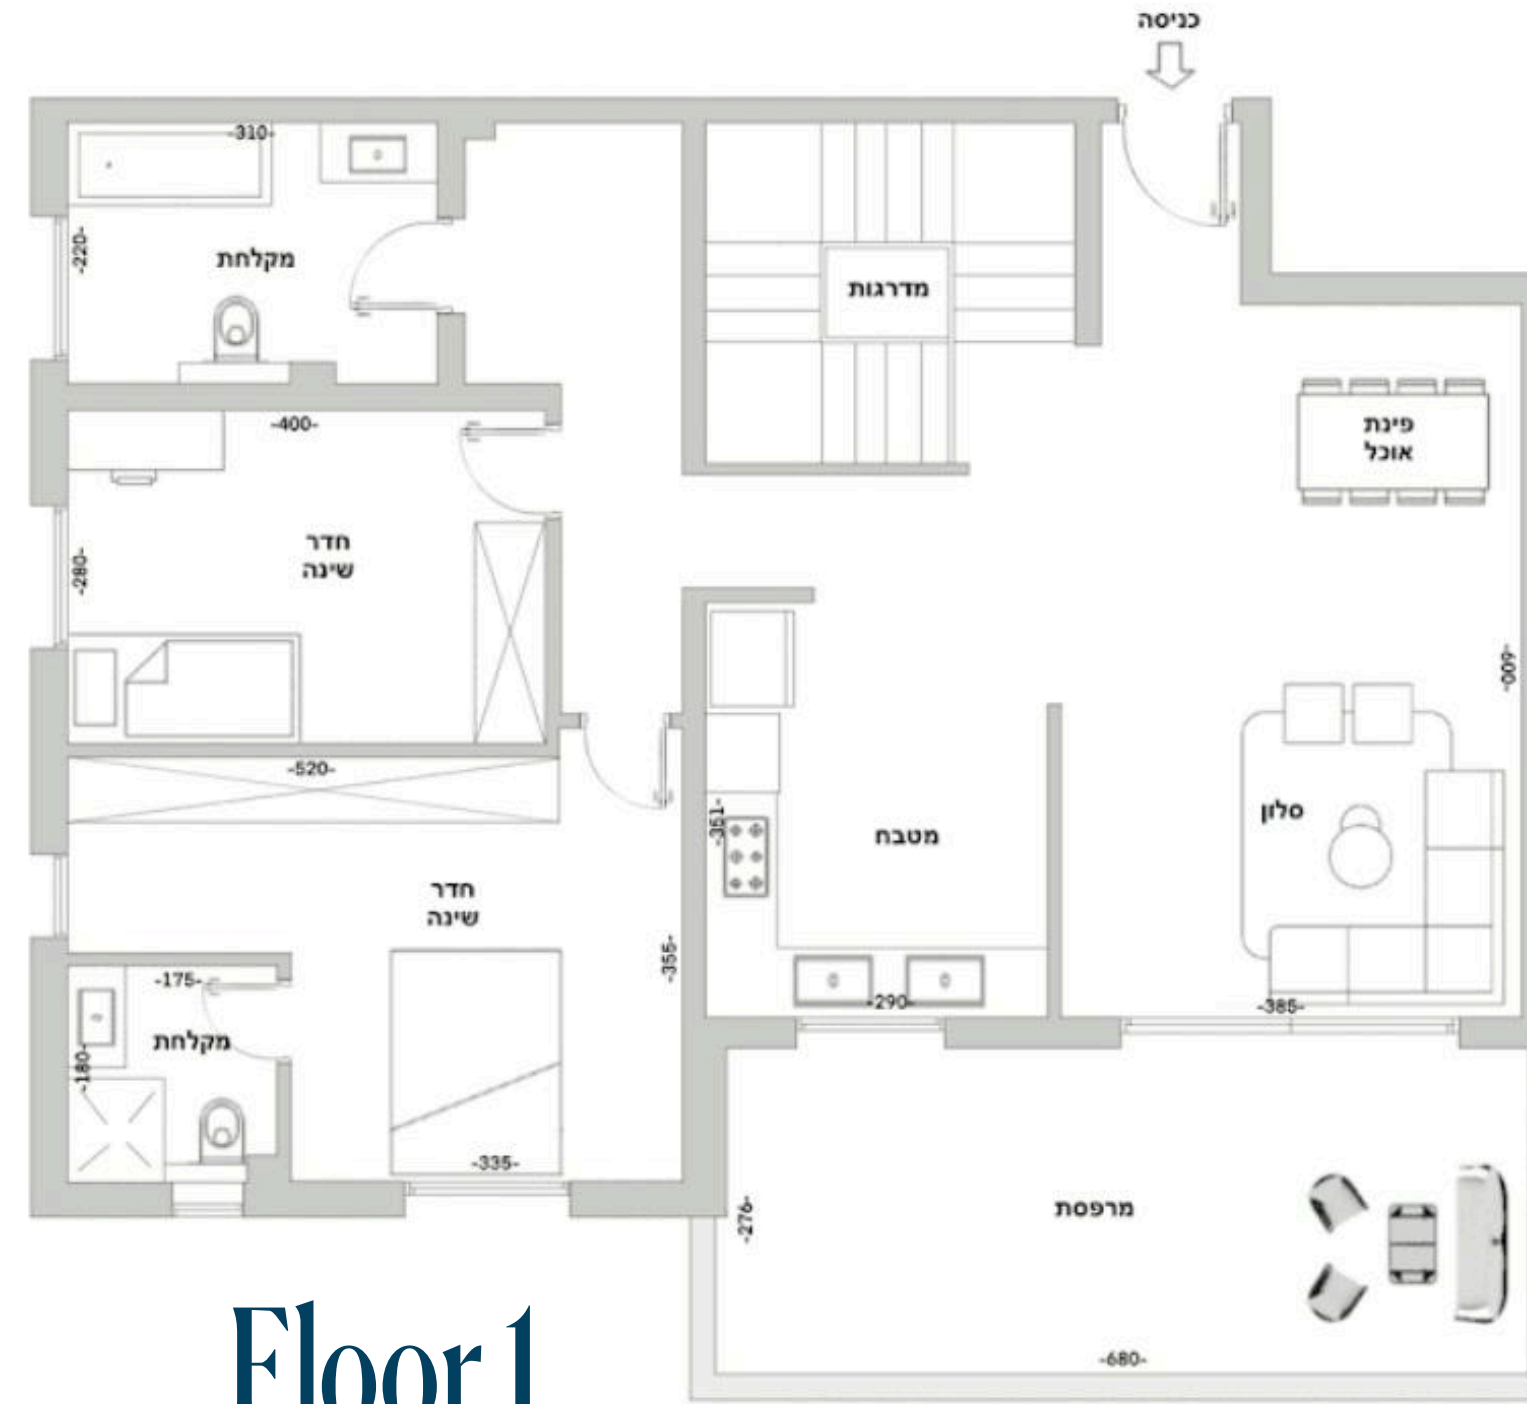 כניסה
-310-
-220-
מקלחת
מדרגות
-400-
פינת
אוכל
-280-
חדר
שינה
-600-
-520-
סלון
-361-
מטבח
חדר
שינה
-355-
-175-
-290-
-385-
מקלחת
-180-
-335-
-276-
מרפסת
-680-
Floor 1